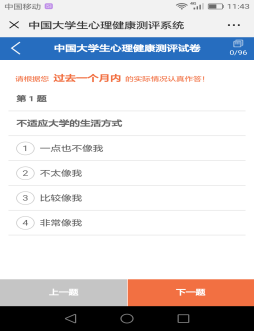 中国移动 11:43
中国大学生心理健康测评系统
中国大学生心理健康测评试卷 0/96
请根据您 过去一个月内 的实际情况认真作答！
第 1 题
不适应大学的生活方式
1 一点也不像我
2 不太像我
3 比较像我
4 非常像我
上一题 下一题